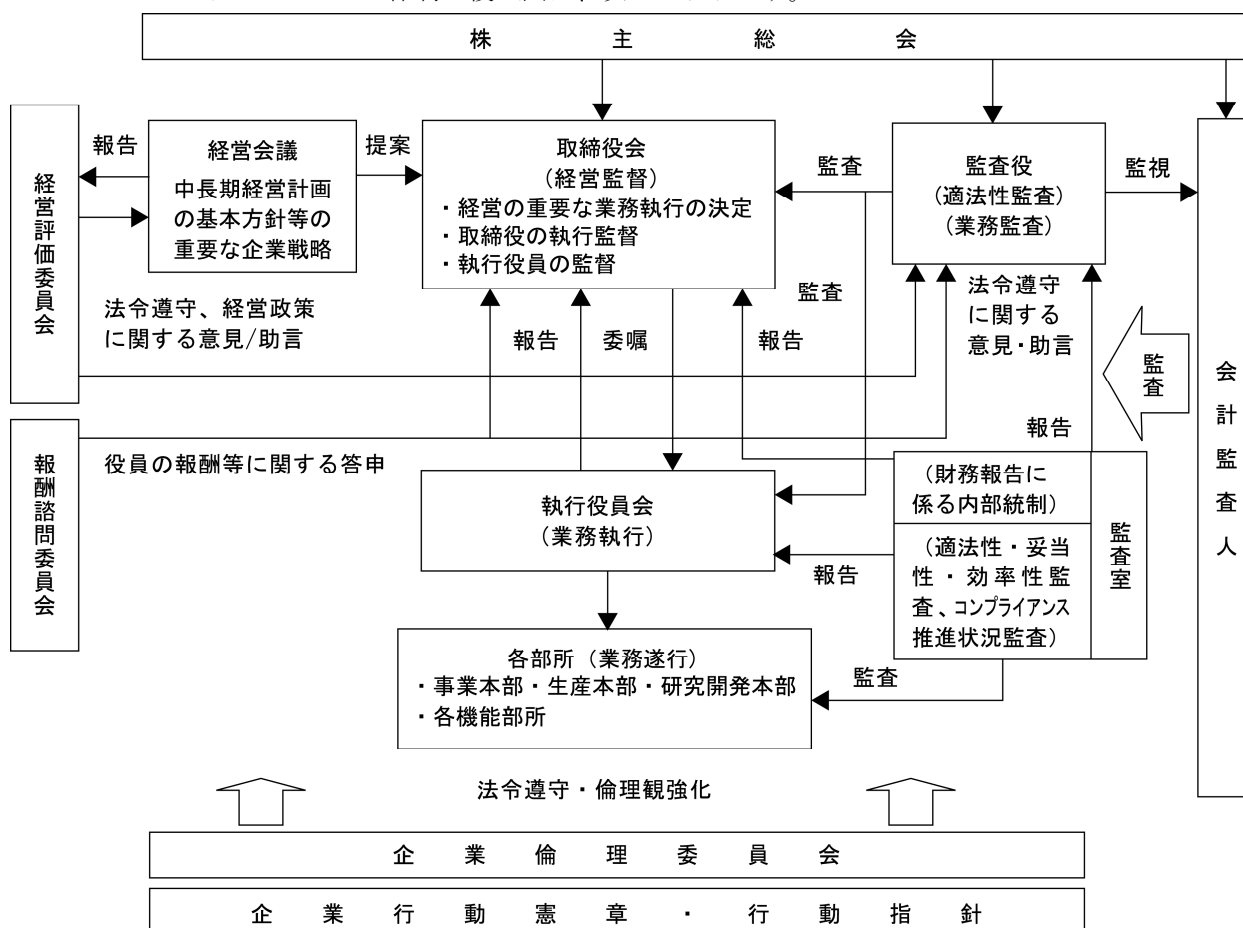 株主総会
報告
経営会議
中長期経営計画
の基本方針等の
重要な企業戦略
提案
取締役会
(経営監督)
・経営の重要な業務執行の決定
・取締役の執行監督
・執行役員の監督
監査
監査役
(適法性監査)
(業務監査)
監視
経営評価委員会
法令遵守、経営政策
に関する意見/助言
報告
委嘱
報告
監査
法令遵守
に関する
意見・助言
監査
会計監査人
報酬諮問委員会
役員の報酬等に関する答申
報告
執行役員会
(業務執行)
(財務報告に
係る内部統制)
報告
(適法性・妥当
性・効率性監
査、コンプライアンス
推進状況監査)
監査室
各部所(業務遂行)
・事業本部・生産本部・研究開発本部
・各機能部所
監査
法令遵守・倫理観強化
企業倫理委員会
企業行動憲章・行動指針